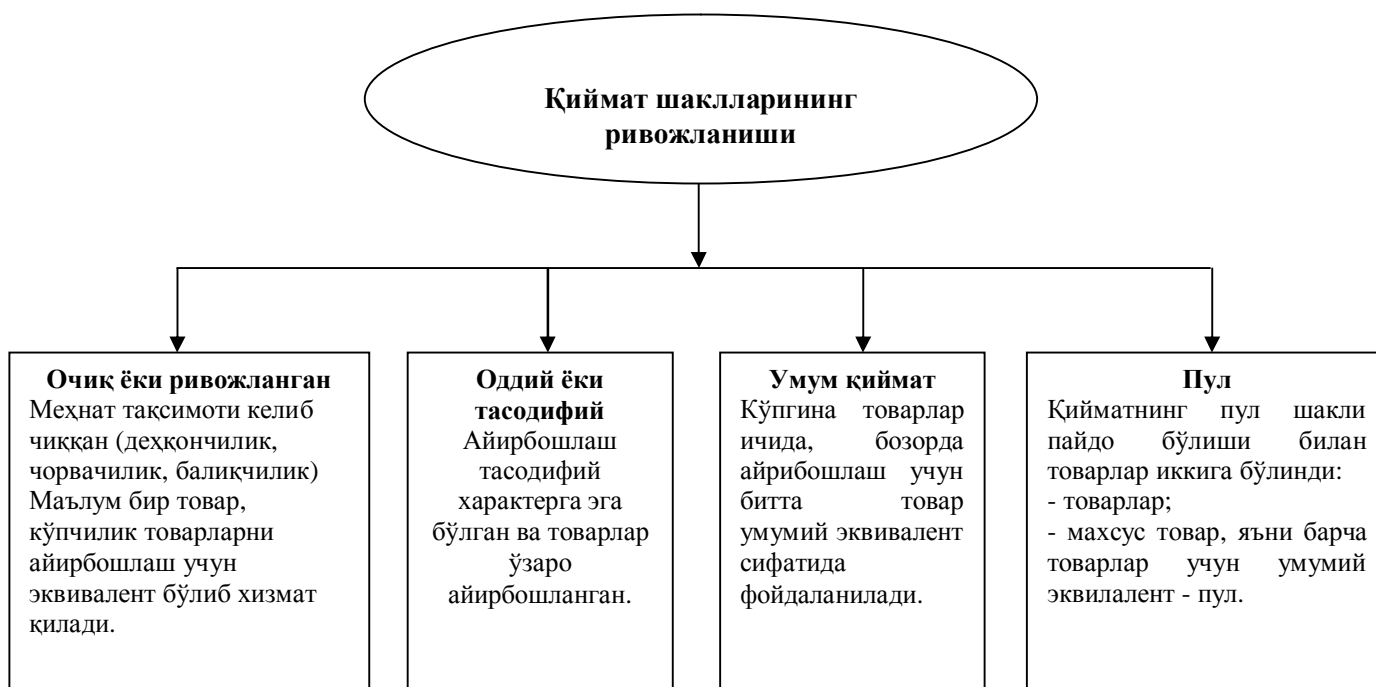 Қиймат шаклларининг
ривожланиши
Очиқ ёки ривожланган
Меҳнат тақсимоти келиб
чиққан (деҳқончилик,
чорвачилик, балиқчилик)
Маълум бир товар,
кўпчилик товарларни
айирбошлаш учун
эквивалент бўлиб хизмат
қилади.
Оддий ёки
тасодифий
Айирбошлаш
тасодифий
характерга эга
бўлган ва товарлар
ўзаро
айирбошланган.
Умум қиймат
Кўпгина товарлар
ичида, бозорда
айрибошлаш учун
битта товар
умумий эквивалент
сифатида
фойдаланилади.
Пул
Қийматнинг пул шакли
пайдо бўлиши билан
товарлар иккига бўлинди:
- товарлар;
- махсус товар, яъни барча
товарлар учун умумий
эквилалент - пул.